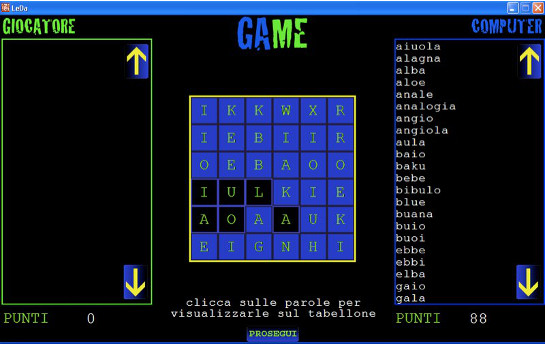 LeDa
GIOCATORE
GAME
COMPUTER
aiuola
alagna
alba
aloe
anale
analogia
angio
angiola
aula
baio
baku
bebe
bibulo
blue
buana
buio
buoi
ebbe
ebbi
elba
gaio
gala
I K K W X R
I E B I I R
O E B A O O
I U L K I E
A O A A U K
E I G N H I
clicca sulle parole per
visualizzarle sul tabellone
PUNTI 0
PUNTI 88
PROSEGUI